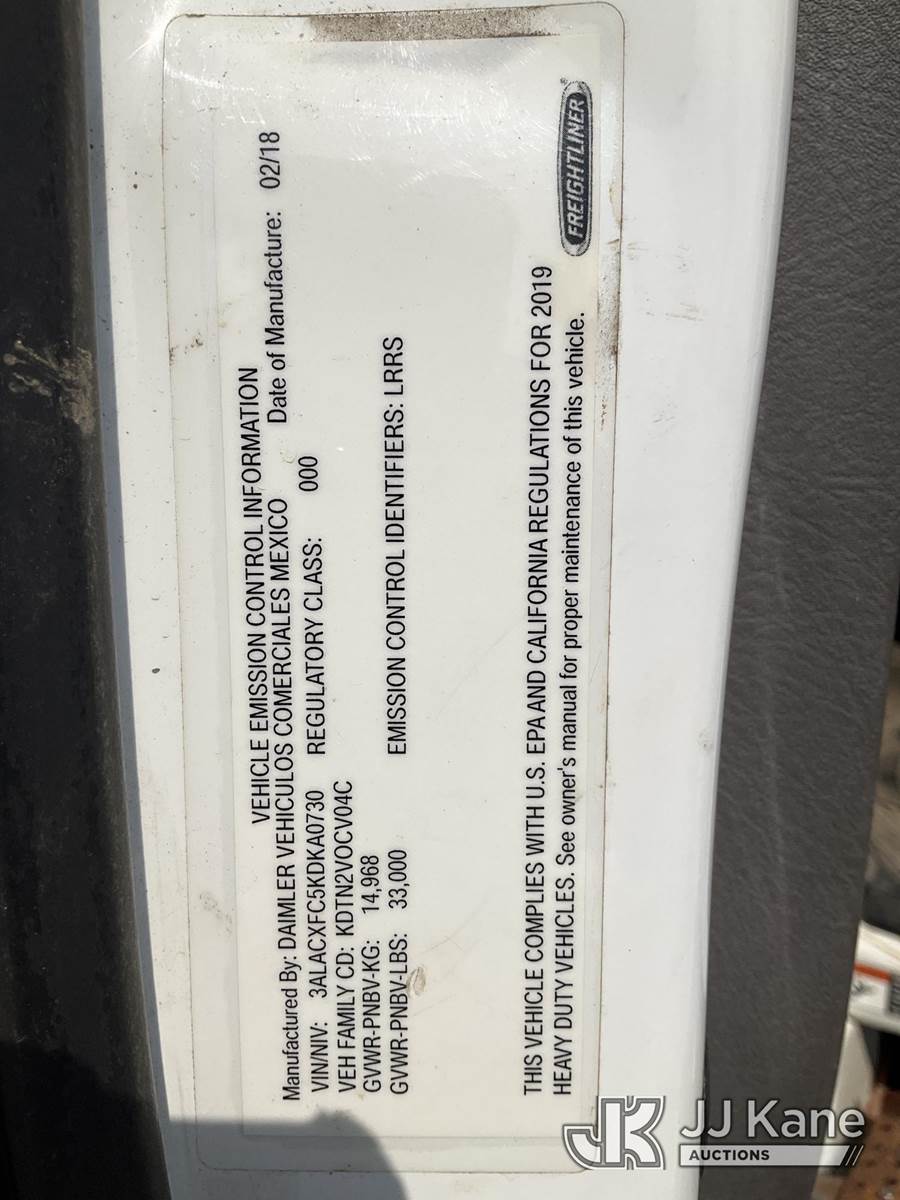 VEHICLE EMISSION CONTROL INFORMATION
Manufactured By: DAIMLER VEHICULOS COMERCIALES MEXICO Date of Manufacture: 02/18
VIN/NIV: 3ALACXFC5KDKA0730 REGULATORY CLASS: 000
VEH FAMILY CD: KDTN2VOCV04C
GVWR-PNBV-KG: 14,968
GVWR-PNBV-LBS: 33,000 EMISSION CONTROL IDENTIFIERS: LRRS
THIS VEHICLE COMPLIES WITH U.S. EPA AND CALIFORNIA REGULATIONS FOR 2019
HEAVY DUTY VEHICLES. See owner's manual for proper maintenance of this vehicle.
FREIGHTLINER®
JK JJ Kane
AUCTIONS